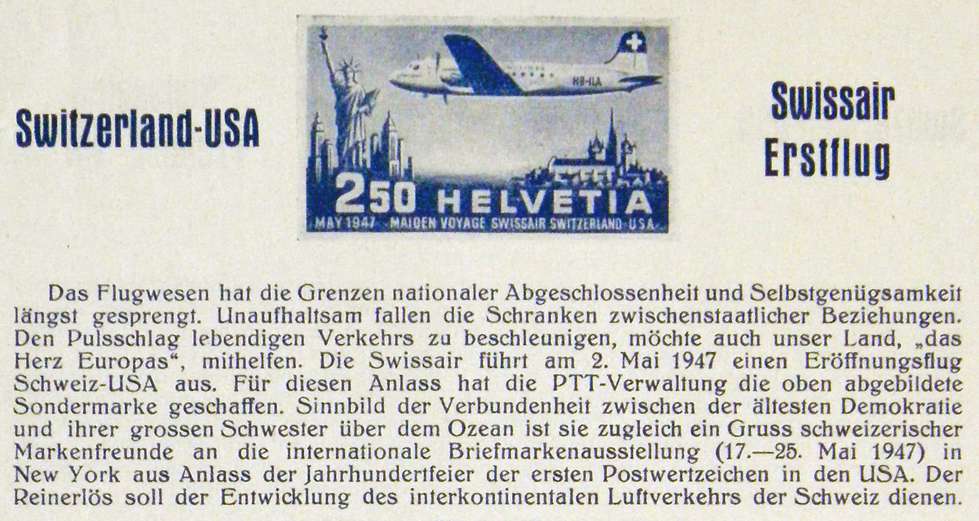 Switzerland-USA
Swissair
Erstflug
HB-ILA
2.50 HELVETIA
MAY 1947 MAIDEN VOYAGE SWISSAIR SWITZERLAND-USA
Das Flugwesen hat die Grenzen nationaler Abgeschlossenheit und Selbstgenügsamkeit
längst gesprengt. Unaufhaltsam fallen die Schranken zwischenstaatlicher Beziehungen.
Den Pulsschlag lebendigen Verkehrs zu beschleunigen, möchte auch unser Land, „das
Herz Europas“, mithelfen. Die Swissair führt am 2. Mai 1947 einen Eröffnungsflug
Schweiz-USA aus. Für diesen Anlass hat die PTT-Verwaltung die oben abgebildete
Sondermarke geschaffen. Sinnbild der Verbundenheit zwischen der ältesten Demokratie
und ihrer grossen Schwester über dem Ozean ist sie zugleich ein Gruss schweizerischer
Markenfreunde an die internationale Briefmarkenausstellung (17.—25. Mai 1947) in
New York aus Anlass der Jahrhundertfeier der ersten Postwertzeichen in den USA. Der
Reinerlös soll der Entwicklung des interkontinentalen Luftverkehrs der Schweiz dienen.